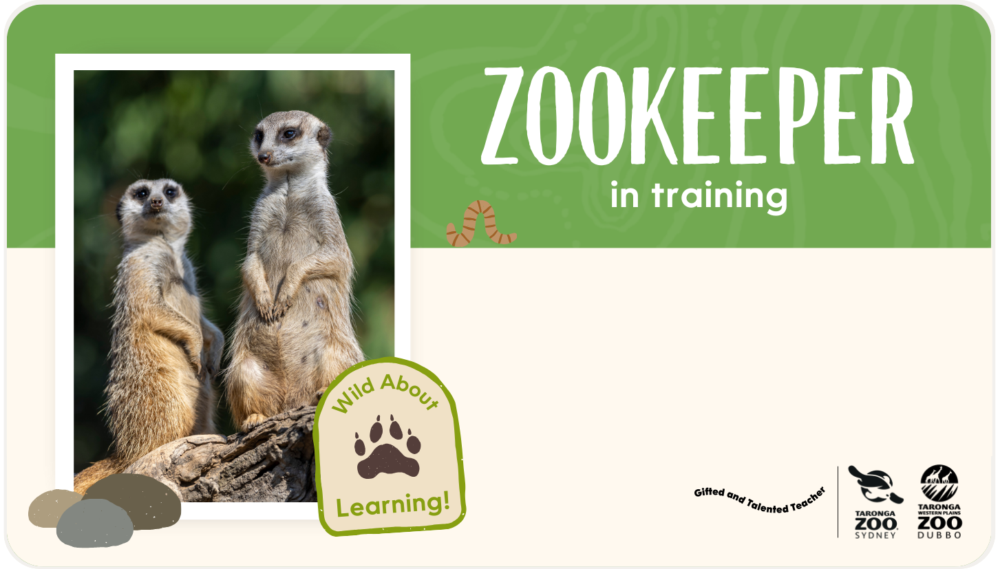 ZOOKEEPER
in training
Wild About
Learning!
Gifted and Talented Teacher
TARONGA
ZOO
SYDNEY
TARONGA
WESTERN PLAINS
ZOO
DUBBO